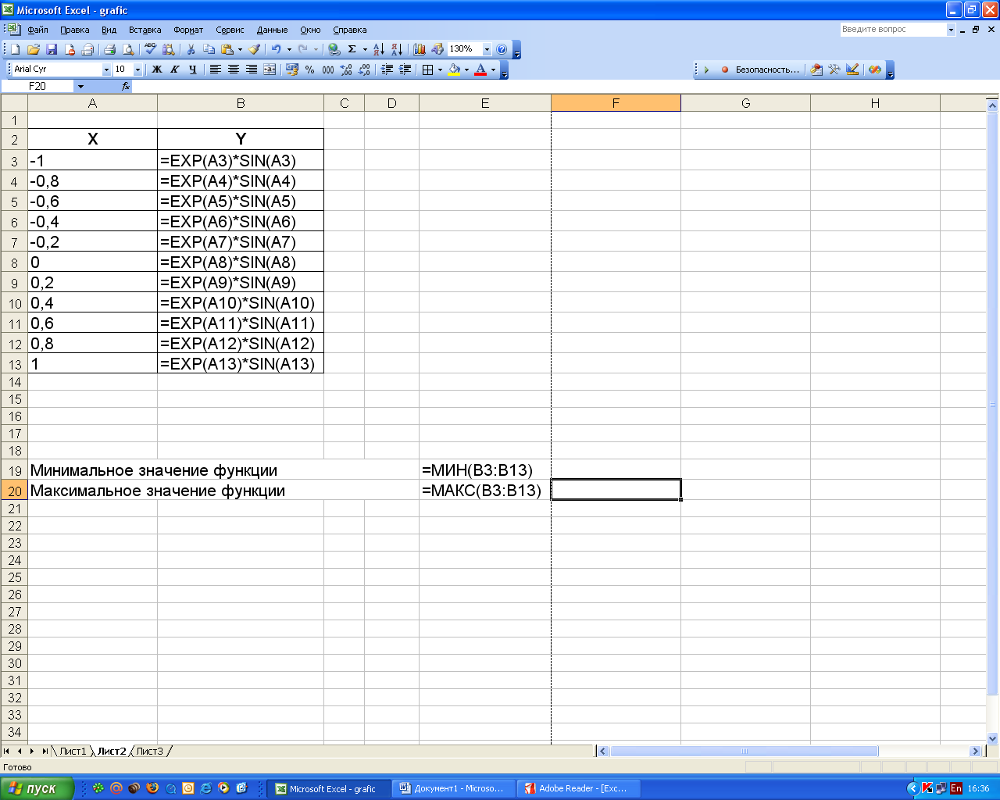 Microsoft Excel - grafic
Файл Правка Вид Вставка Формат Сервис Данные Окно Справка Введите вопрос
130%
Arial Cyr 10 Ж К Ч % 000 Безопасность...
F20 fx
A B C D E F G H
1
2 X Y
3 -1 =EXP(A3)*SIN(A3)
4 -0,8 =EXP(A4)*SIN(A4)
5 -0,6 =EXP(A5)*SIN(A5)
6 -0,4 =EXP(A6)*SIN(A6)
7 -0,2 =EXP(A7)*SIN(A7)
8 0 =EXP(A8)*SIN(A8)
9 0,2 =EXP(A9)*SIN(A9)
10 0,4 =EXP(A10)*SIN(A10)
11 0,6 =EXP(A11)*SIN(A11)
12 0,8 =EXP(A12)*SIN(A12)
13 1 =EXP(A13)*SIN(A13)
14
15
16
17
18
19 Минимальное значение функции =МИН(B3:B13)
20 Максимальное значение функции =МАКС(B3:B13)
21
22
23
24
25
26
27
28
29
30
31
32
33
34
Лист1 Лист2 Лист3
Готово
пуск Microsoft Excel - grafic Документ1 - Microso... Adobe Reader - [Exc... En 16:36